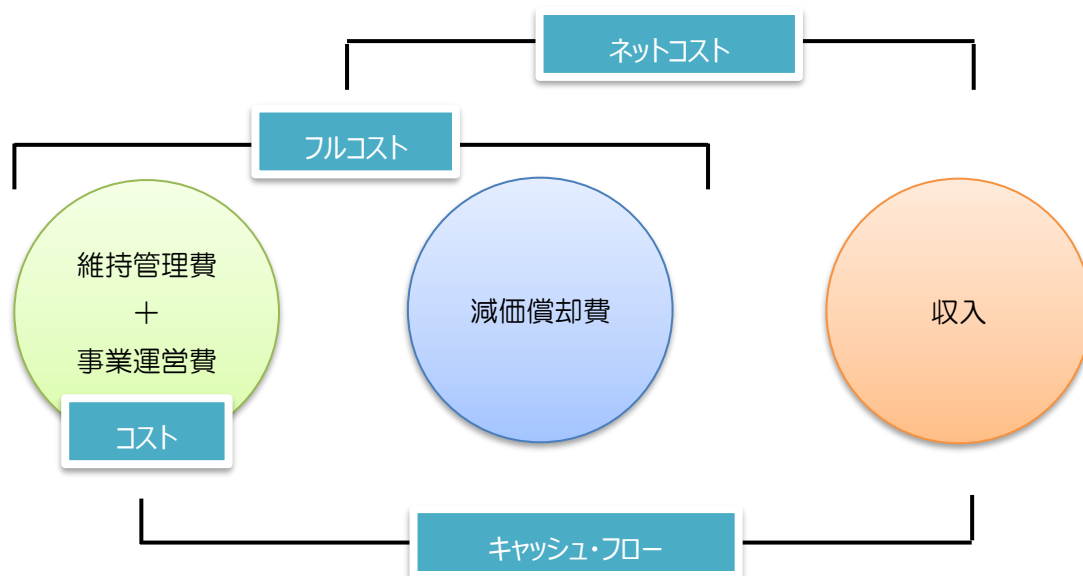 ネットコスト
フルコスト
維持管理費
＋
事業運営費
コスト
減価償却費
収入
キャッシュ・フロー